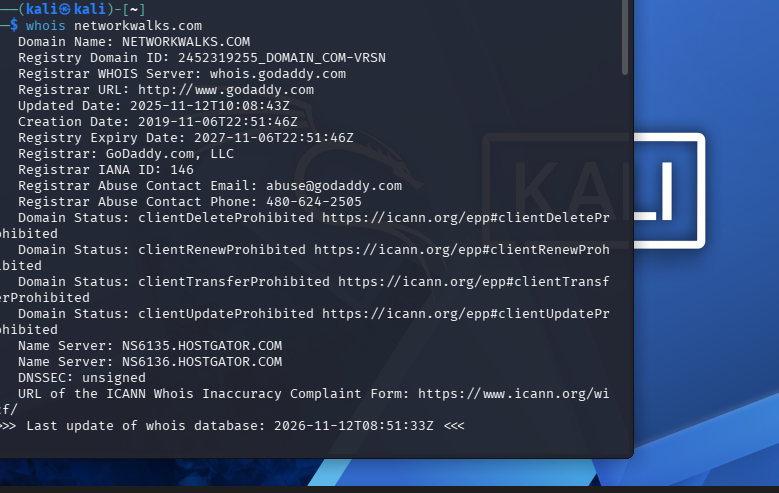 (kali㉿kali)-[~]
$ whois networkwalks.com
Domain Name: NETWORKWALKS.COM
Registry Domain ID: 2452319255_DOMAIN_COM-VRSN
Registrar WHOIS Server: whois.godaddy.com
Registrar URL: http://www.godaddy.com
Updated Date: 2025-11-12T10:08:43Z
Creation Date: 2019-11-06T22:51:46Z
Registry Expiry Date: 2027-11-06T22:51:46Z
Registrar: GoDaddy.com, LLC
Registrar IANA ID: 146
Registrar Abuse Contact Email: abuse@godaddy.com
Registrar Abuse Contact Phone: 480-624-2505
Domain Status: clientDeleteProhibited https://icann.org/epp#clientDeletePr
ohibited
Domain Status: clientRenewProhibited https://icann.org/epp#clientRenewProh
ibited
Domain Status: clientTransferProhibited https://icann.org/epp#clientTransf
erProhibited
Domain Status: clientUpdateProhibited https://icann.org/epp#clientUpdatePr
ohibited
Name Server: NS6135.HOSTGATOR.COM
Name Server: NS6136.HOSTGATOR.COM
DNSSEC: unsigned
URL of the ICANN Whois Inaccuracy Complaint Form: https://www.icann.org/wi
cf/
>>> Last update of whois database: 2026-11-12T08:51:33Z <<<
KALI